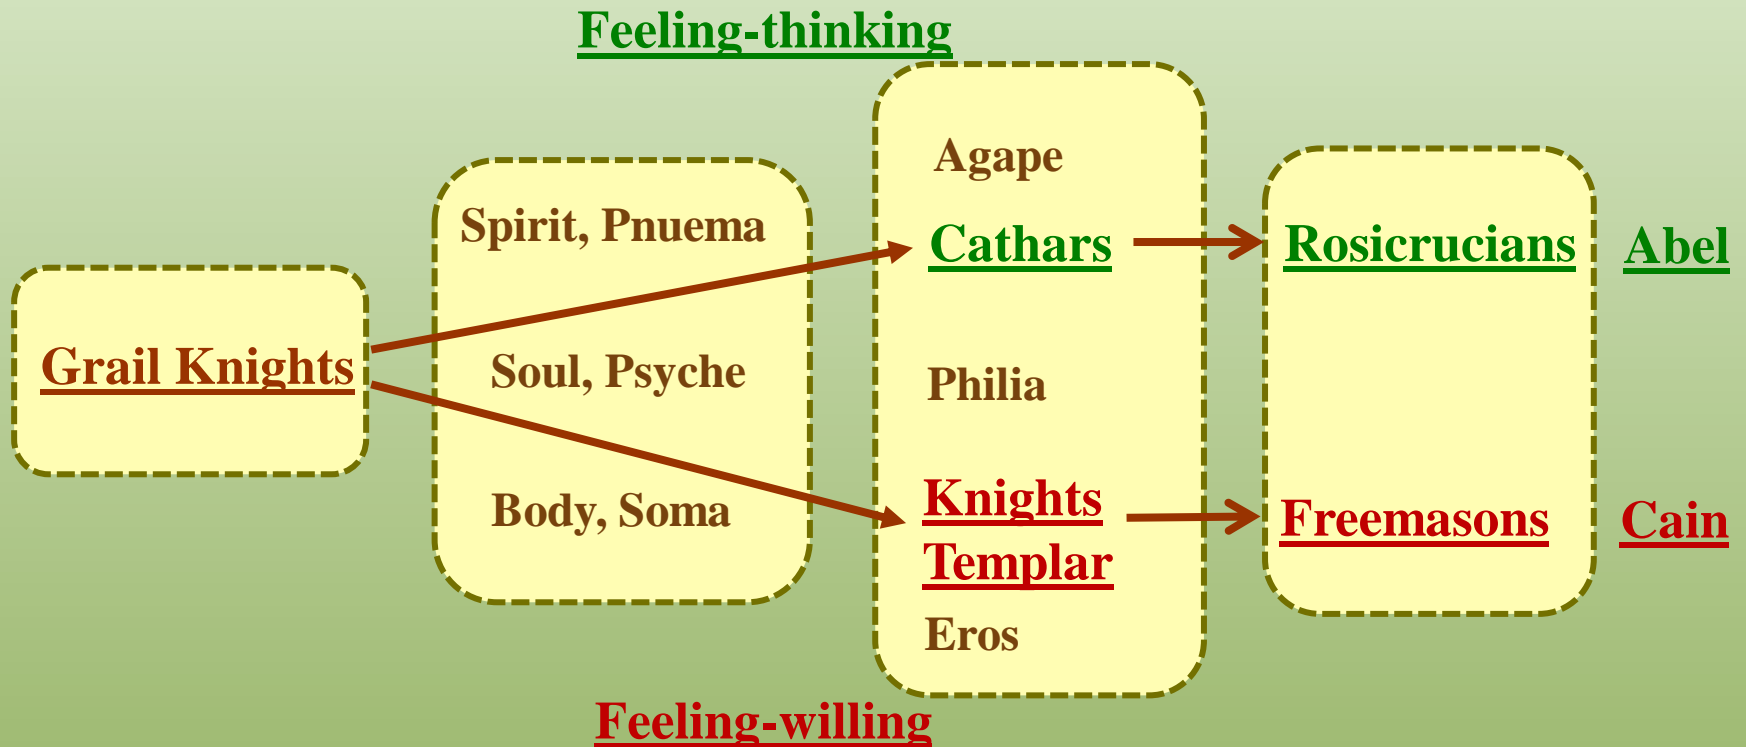 Feeling-thinking
Grail Knights
Spirit, Pnuema
Soul, Psyche
Body, Soma
Agape
Cathars
Philia
Knights
Templar
Eros
Rosicrucians
Freemasons
Abel
Cain
Feeling-willing